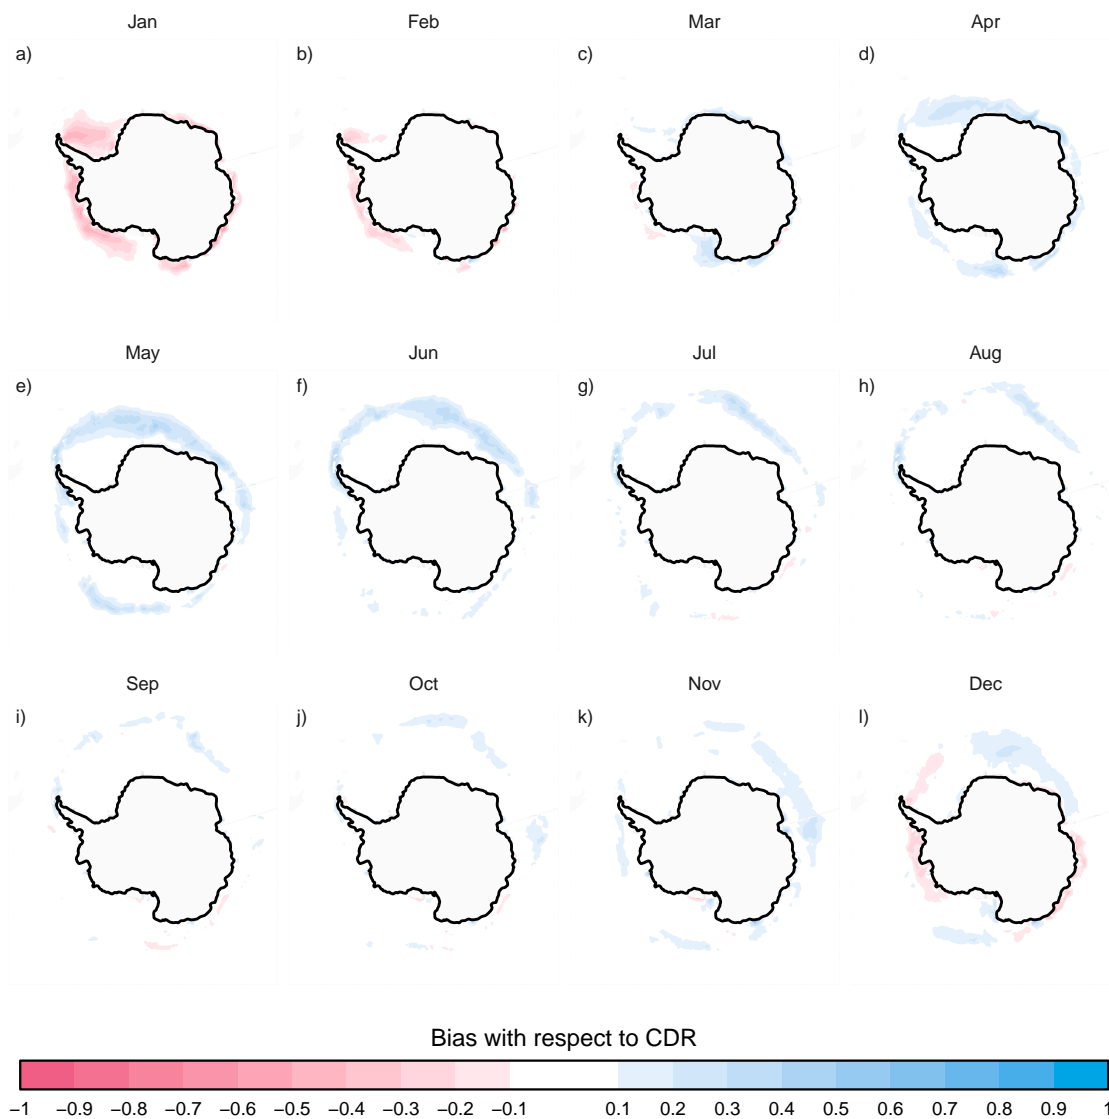 Jan Feb Mar Apr
a) b) c) d)
May Jun Jul Aug
e) f) g) h)
Sep Oct Nov Dec
i) j) k) l)
Bias with respect to CDR
−1 −0.9 −0.8 −0.7 −0.6 −0.5 −0.4 −0.3 −0.2 −0.1 0.1 0.2 0.3 0.4 0.5 0.6 0.7 0.8 0.9 1